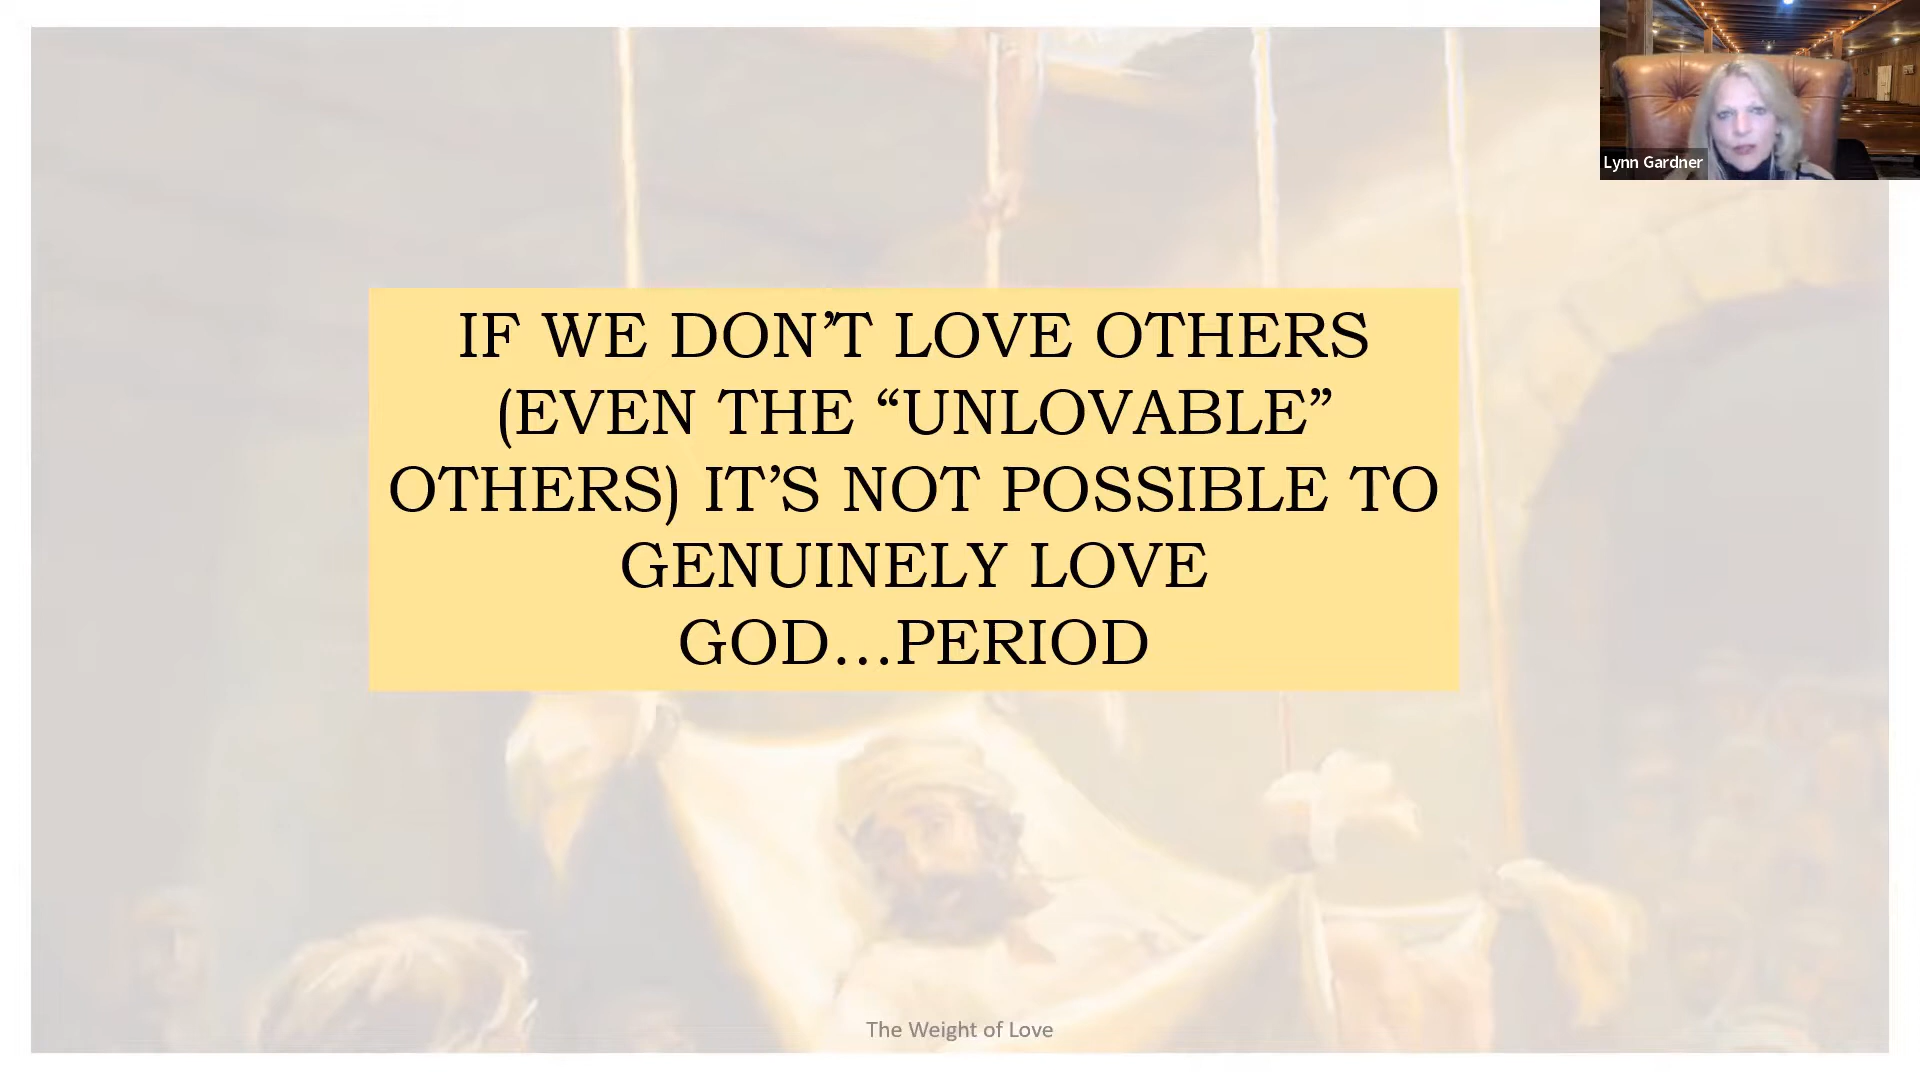 Lynn Gardner
IF WE DON’T LOVE OTHERS
(EVEN THE “UNLOVABLE”
OTHERS) IT’S NOT POSSIBLE TO
GENUINELY LOVE
GOD…PERIOD
The Weight of Love